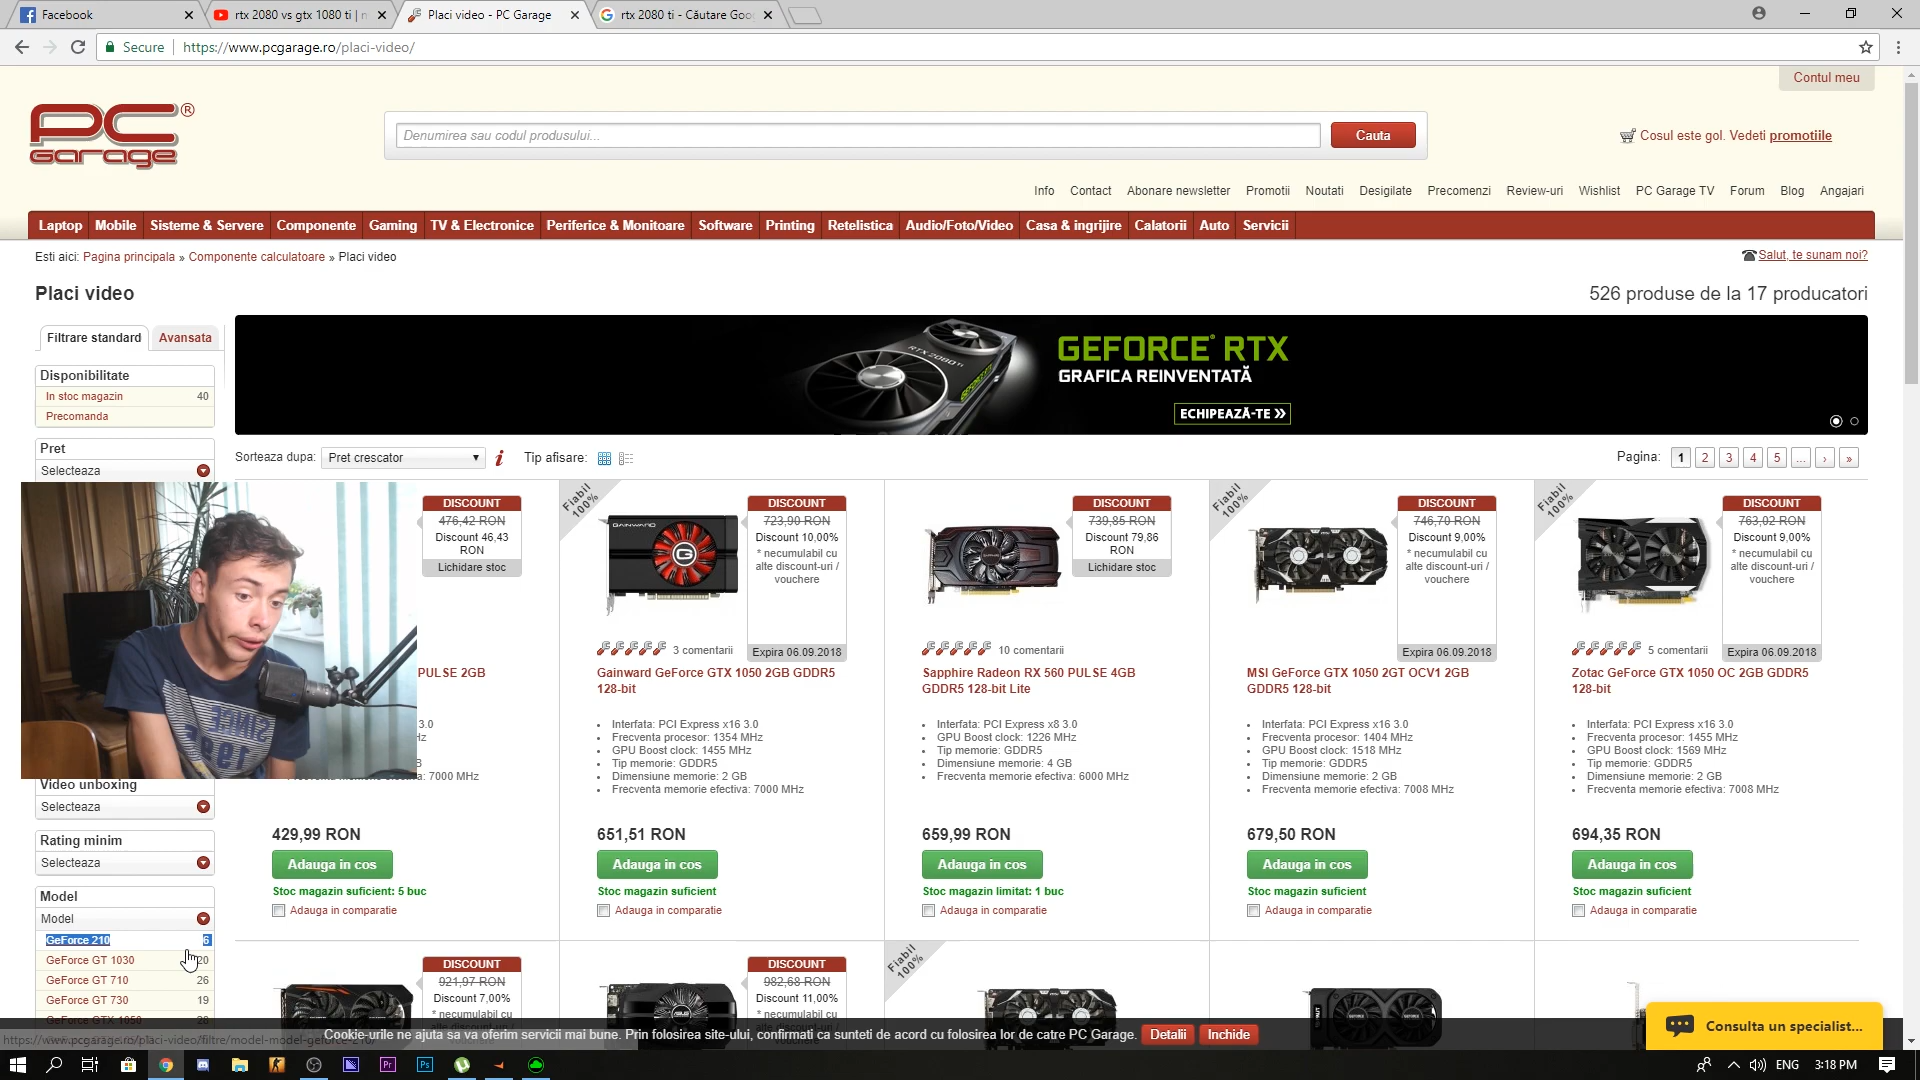 Facebook
rtx 2080 vs gtx 1080 ti |
Placi video - PC Garage
rtx 2080 ti - Căutare Goo
Secure
https://www.pcgarage.ro/placi-video/
Contul meu
PC Garage ®
Denumirea sau codul produsului...
Cauta
Cosul este gol. Vedeti promotiile
Info Contact Abonare newsletter Promotii Noutati Desigilate Precomenzi Review-uri Wishlist PC Garage TV Forum Blog Angajari
Laptop Mobile Sisteme & Servere Componente Gaming TV & Electronice Periferice & Monitoare Software Printing Retelistica Audio/Foto/Video Casa & ingrijire Calatorii Auto Servicii
Esti aici: Pagina principala » Componente calculatoare » Placi video
Salut, te sunam noi?
Placi video
526 produse de la 17 producatori
Filtrare standard
Avansata
Disponibilitate
In stoc magazin 40
Precomanda
Pret
Selecteaza
RTX 2080 Ti
GEFORCE® RTX
GRAFICA REINVENTATĂ
ECHIPEAZĂ-TE »
Sorteaza dupa: Pret crescator
Tip afisare:
Pagina: 1 2 3 4 5 ... › »
DISCOUNT
476,42 RON
Discount 46,43
RON
Lichidare stoc
PULSE 2GB
3.0
Hz
B
7000 MHz
429,99 RON
Adauga in cos
Stoc magazin suficient: 5 buc
Adauga in comparatie
Fiabil
100%
GAINWARD
DISCOUNT
723,90 RON
Discount 10,00%
* necumulabil cu
alte discount-uri /
vouchere
Expira 06.09.2018
3 comentarii
Gainward GeForce GTX 1050 2GB GDDR5
128-bit
Interfata: PCI Express x16 3.0
Frecventa procesor: 1354 MHz
GPU Boost clock: 1455 MHz
Tip memorie: GDDR5
Dimensiune memorie: 2 GB
Frecventa memorie efectiva: 7000 MHz
651,51 RON
Adauga in cos
Stoc magazin suficient
Adauga in comparatie
DISCOUNT
739,85 RON
Discount 79,86
RON
Lichidare stoc
10 comentarii
Sapphire Radeon RX 560 PULSE 4GB
GDDR5 128-bit Lite
Interfata: PCI Express x8 3.0
GPU Boost clock: 1226 MHz
Tip memorie: GDDR5
Dimensiune memorie: 4 GB
Frecventa memorie efectiva: 6000 MHz
659,99 RON
Adauga in cos
Stoc magazin limitat: 1 buc
Adauga in comparatie
Fiabil
100%
DISCOUNT
746,70 RON
Discount 9,00%
* necumulabil cu
alte discount-uri /
vouchere
Expira 06.09.2018
MSI GeForce GTX 1050 2GT OCV1 2GB
GDDR5 128-bit
Interfata: PCI Express x16 3.0
Frecventa procesor: 1404 MHz
GPU Boost clock: 1518 MHz
Tip memorie: GDDR5
Dimensiune memorie: 2 GB
Frecventa memorie efectiva: 7008 MHz
679,50 RON
Adauga in cos
Stoc magazin suficient
Adauga in comparatie
Fiabil
100%
DISCOUNT
763,02 RON
Discount 9,00%
* necumulabil cu
alte discount-uri /
vouchere
Expira 06.09.2018
5 comentarii
Zotac GeForce GTX 1050 OC 2GB GDDR5
128-bit
Interfata: PCI Express x16 3.0
Frecventa procesor: 1455 MHz
GPU Boost clock: 1569 MHz
Tip memorie: GDDR5
Dimensiune memorie: 2 GB
Frecventa memorie efectiva: 7008 MHz
694,35 RON
Adauga in cos
Stoc magazin suficient
Adauga in comparatie
Video unboxing
Selecteaza
Rating minim
Selecteaza
Model
Model
GeForce 210 6
GeForce GT 1030 20
GeForce GT 710 26
GeForce GT 730 19
GeForce GTX 1050 28
DISCOUNT
921,97 RON
Discount 7,00%
* necumulabil cu
DISCOUNT
982,68 RON
Discount 11,00%
* necumulabil cu
Fiabil
100%
Cookie-urile ne ajuta sa va oferim servicii mai bune. Prin folosirea site-ului, confirmati ca sunteti de acord cu folosirea lor de catre PC Garage.
Detalii
Inchide
Consulta un specialist...
https://www.pcgarage.ro/placi-video/filtre/model-model-geforce-210/
ENG
3:18 PM